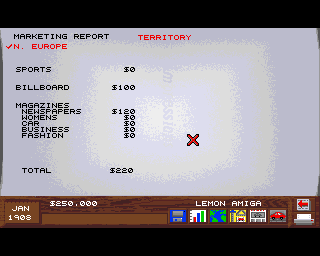 MARKETING REPORT
TERRITORY
N. EUROPE
SPORTS $0
BILLBOARD $100
MAGAZINES
NEWSPAPERS $120
WOMENS $0
CAR $0
BUSINESS $0
FASHION $0
TOTAL $220
JAN
1908
$250.000
LEMON AMIGA